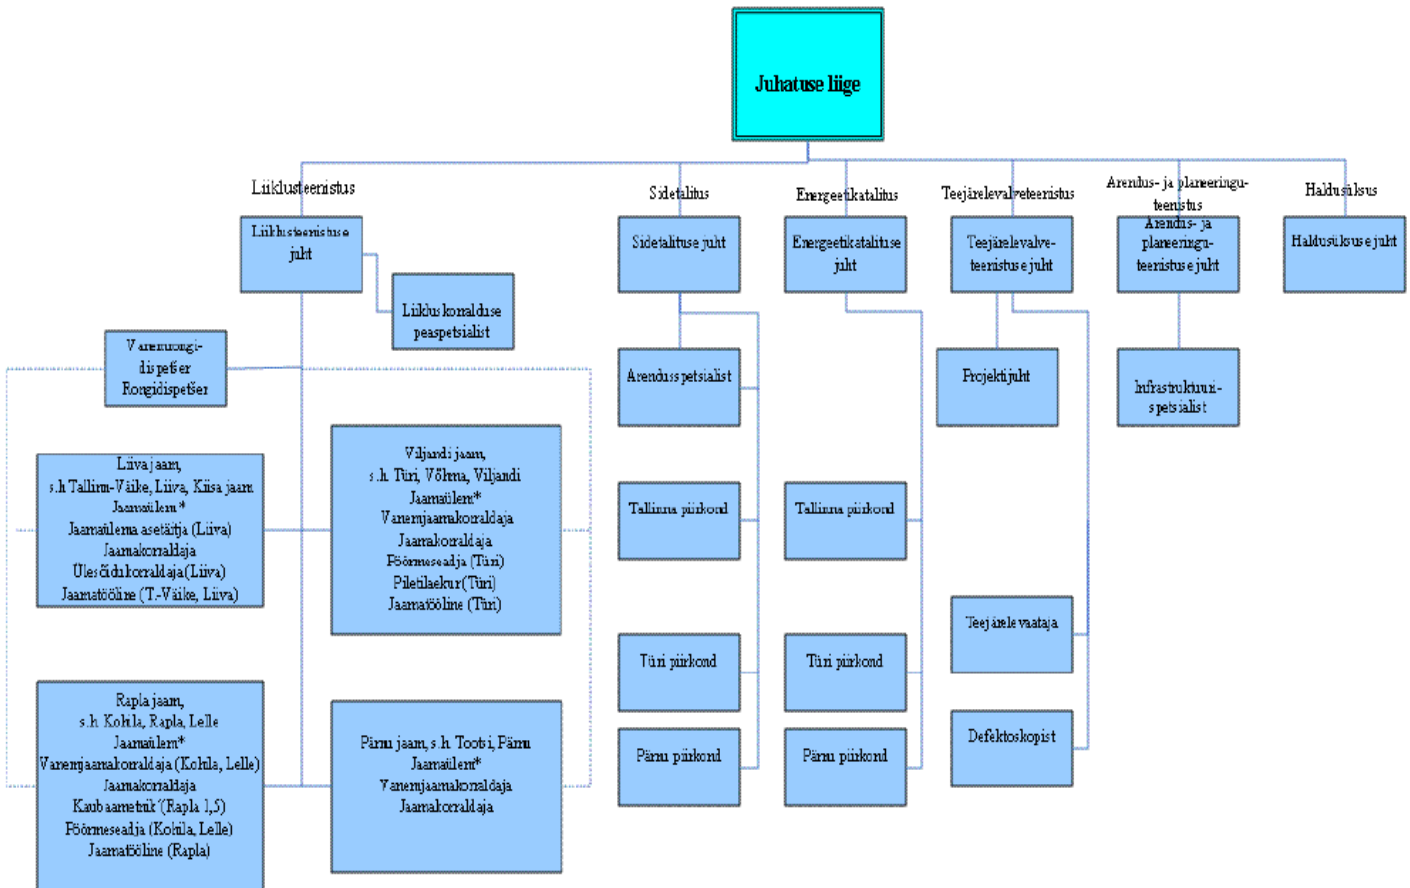 Juhatuse liige
Liiklusteenistus
Sidetalitus
Energeetikatalitus
Teejärelevalveteenistus
Arendus- ja planeeringu-
teenistus
Haldusüksus
Liiklusteenistuse
juht
Sidetalituse juht
Energeetikatalituse
juht
Teejärelevalve-
teenistuse juht
Arendus- ja
planeeringu-
teenistuse juht
Haldusüksuse juht
Liikluskorralduse
peaspetsialist
Vanemrongi-
dispetšer
Rongidispetšer
Arendusspetsialist
Projektijuht
Infrastruktuuri-
spetsialist
Liiva jaam,
s.h Tallinn-Väike, Liiva, Kiisa jaam
Jaamaülem*
Jaamaülema asetäitja (Liiva)
Jaamakorraldaja
Ülesõidukorraldaja(Liiva)
Jaamatööline (T.-Väike, Liiva)
Viljandi jaam,
s.h. Türi, Võhma, Viljandi
Jaamaülem*
Vanemjaamakorraldaja
Jaamakorraldaja
Pöörmeseadja (Türi)
Piletilaekur(Türi)
Jaamatööline (Türi)
Tallinna piirkond
Tallinna piirkond
Teejärelevaataja
Türi piirkond
Türi piirkond
Rapla jaam,
s.h. Kohila, Rapla, Lelle
Jaamaülem*
Vanemjaamakorraldaja (Kohila, Lelle)
Jaamakorraldaja
Kaubaametnik (Rapla 1,5)
Pöörmeseadja (Kohila, Lelle)
Jaamatööline (Rapla)
Pärnu jaam, s.h. Tootsi, Pärnu
Jaamaülem*
Vanemjaamakorraldaja
Jaamakorraldaja
Pärnu piirkond
Pärnu piirkond
Defektoskopist